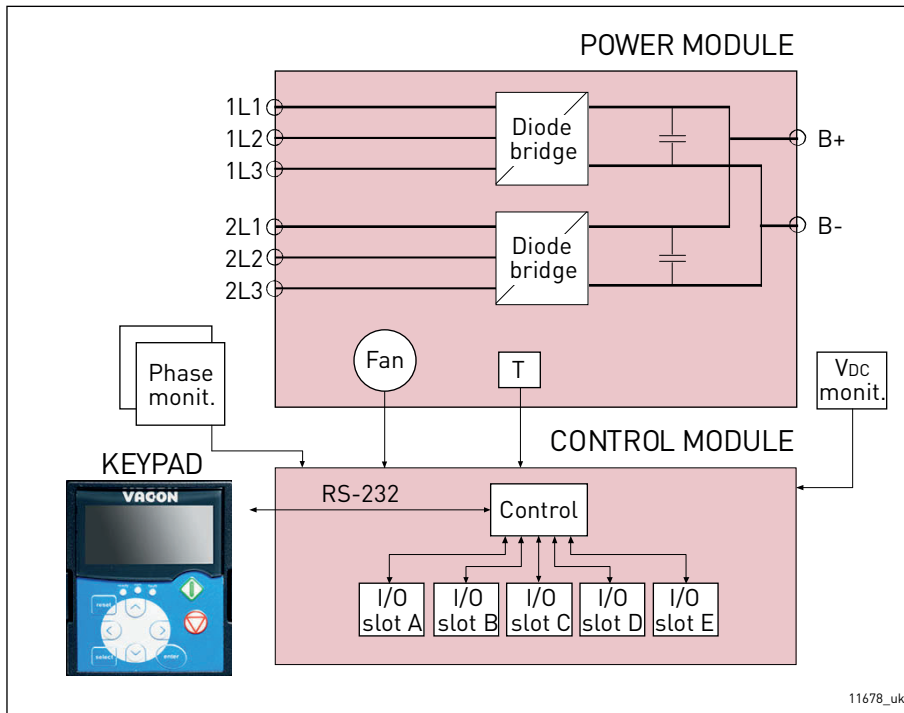 POWER MODULE
1L1
1L2
1L3
Diode
bridge
B+
2L1
2L2
2L3
Diode
bridge
B-
Phase
monit.
Fan
T
VDC
monit.
CONTROL MODULE
KEYPAD
VACON
RS-232
Control
reset
select
enter
I/O
slot A
I/O
slot B
I/O
slot C
I/O
slot D
I/O
slot E
11678_uk